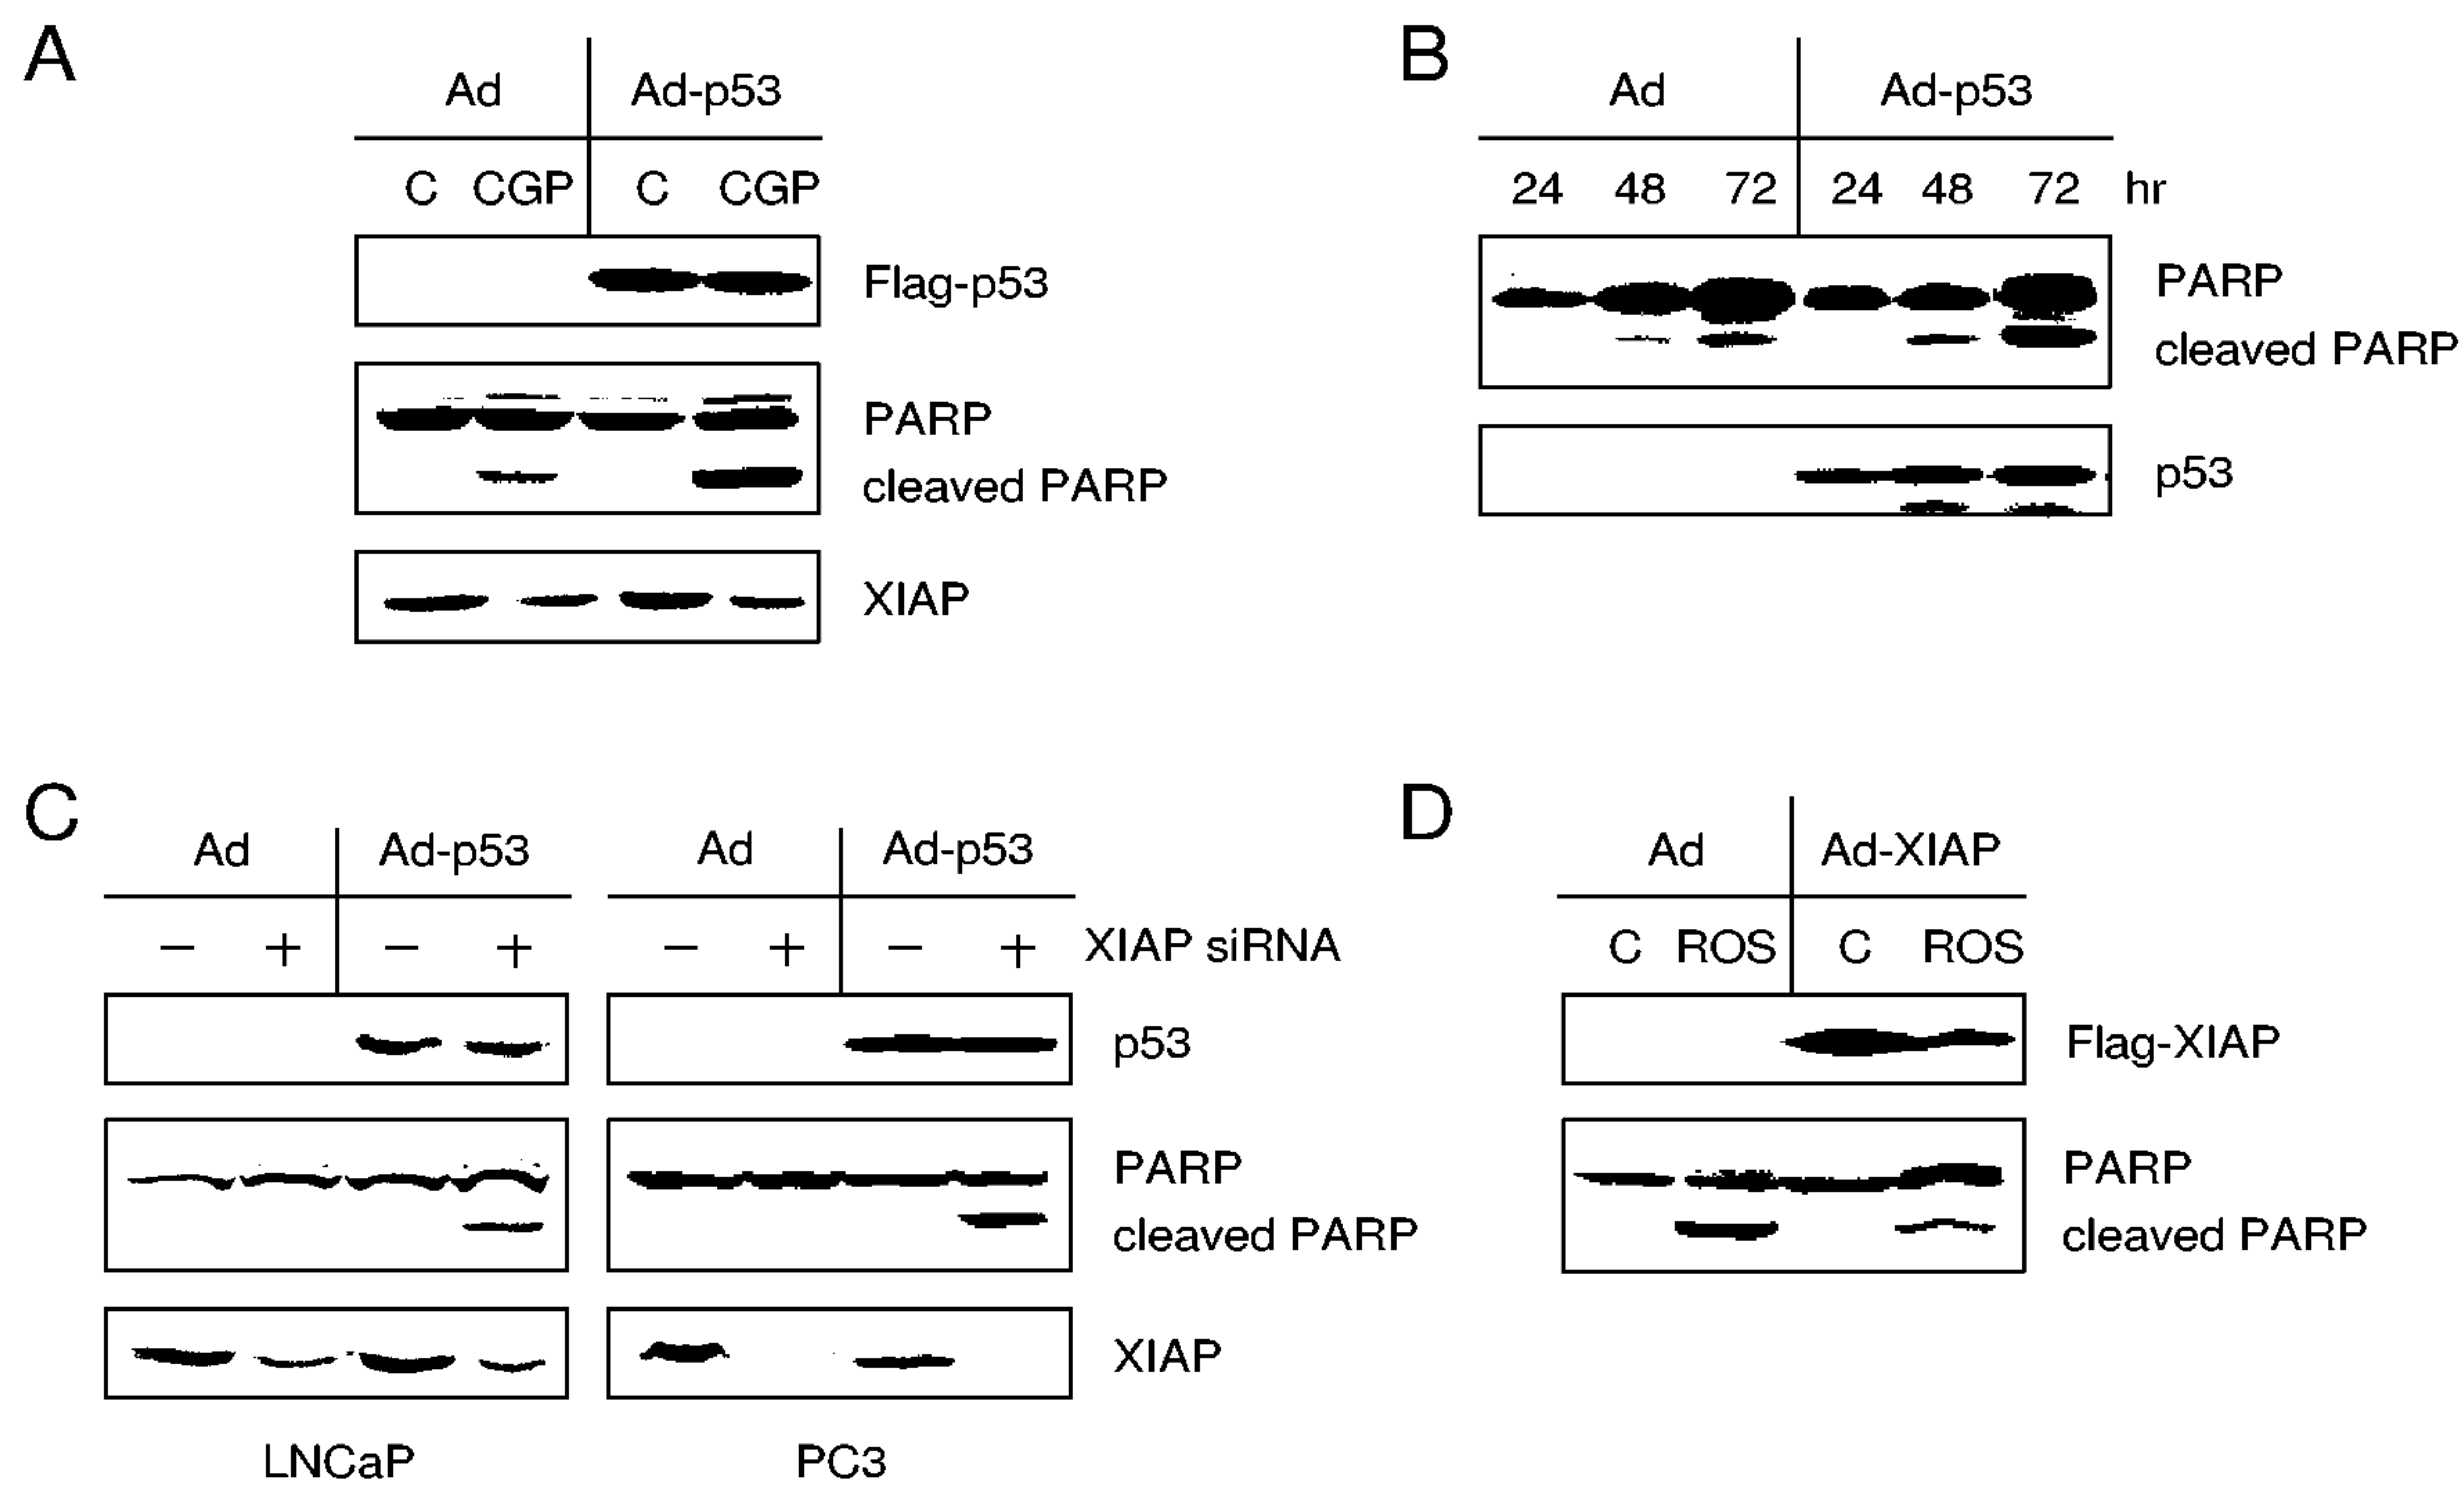 A
Ad Ad-p53
C CGP C CGP
Flag-p53
PARP
cleaved PARP
XIAP
B
Ad Ad-p53
24 48 72 24 48 72 hr
PARP
cleaved PARP
p53
C
Ad Ad-p53 Ad Ad-p53
− + − + − + − + XIAP siRNA
p53
PARP
cleaved PARP
XIAP
LNCaP PC3
D
Ad Ad-XIAP
C ROS C ROS
Flag-XIAP
PARP
cleaved PARP